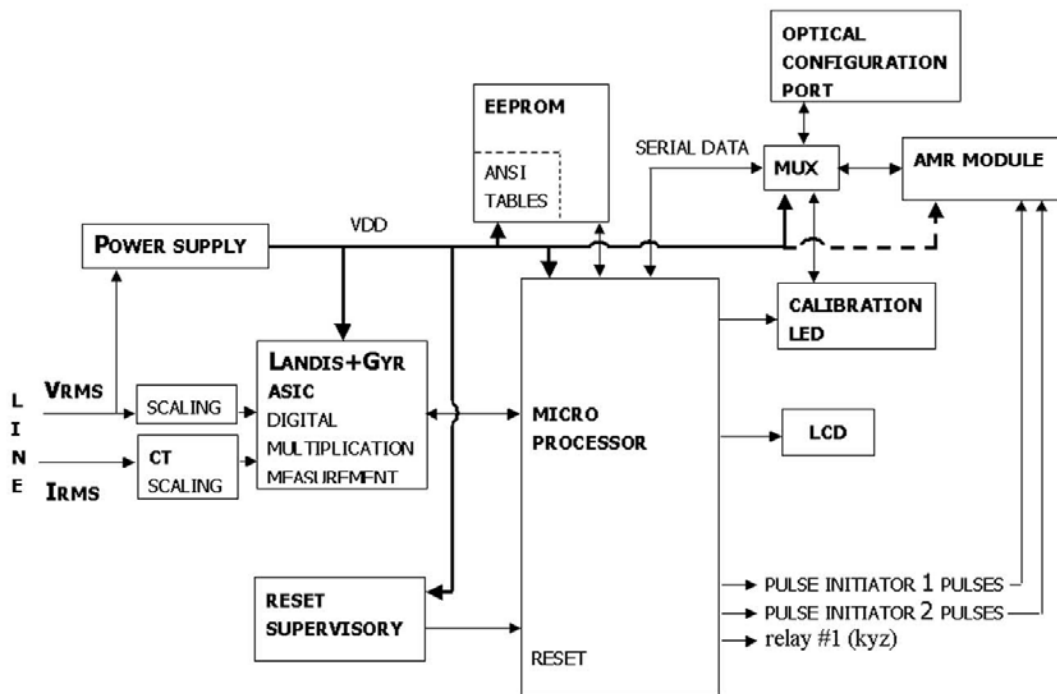 OPTICAL
CONFIGURATION
PORT
EEPROM
ANSI
TABLES
SERIAL DATA
MUX
AMR MODULE
VDD
POWER SUPPLY
CALIBRATION
LED
LANDIS+GYR
ASIC
DIGITAL
MULTIPLICATION
MEASUREMENT
L
I
N
E
VRMS
SCALING
IRMS
CT
SCALING
MICRO
PROCESSOR
LCD
RESET
SUPERVISORY
RESET
PULSE INITIATOR 1 PULSES
PULSE INITIATOR 2 PULSES
relay #1 (kyz)